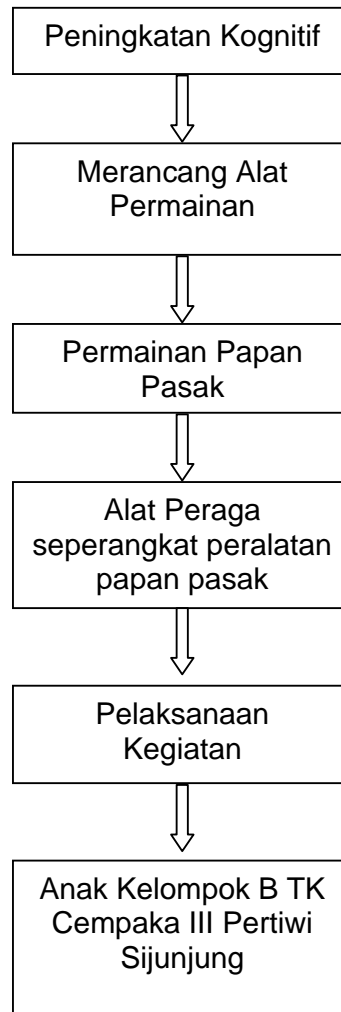 Peningkatan Kognitif
Merancang Alat
Permainan
Permainan Papan
Pasak
Alat Peraga
seperangkat peralatan
papan pasak
Pelaksanaan
Kegiatan
Anak Kelompok B TK
Cempaka III Pertiwi
Sijunjung